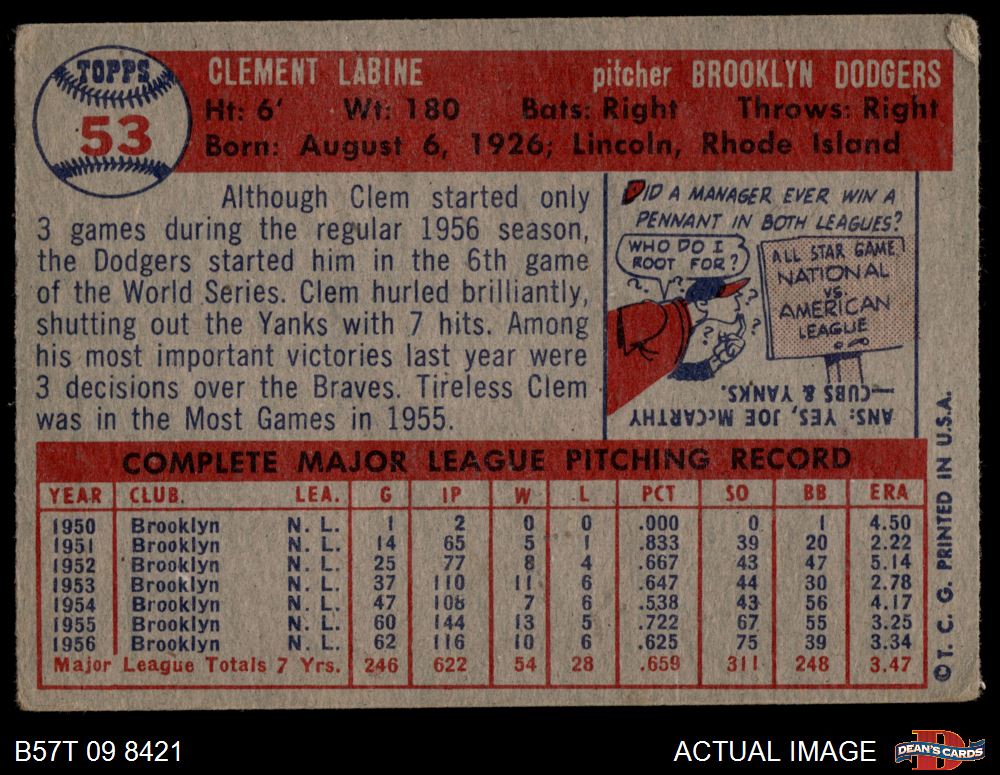 TOPPS
53
CLEMENT LABINE pitcher BROOKLYN DODGERS
Ht: 6' Wt: 180 Bats: Right Throws: Right
Born: August 6, 1926; Lincoln, Rhode Island
Although Clem started only
3 games during the regular 1956 season,
the Dodgers started him in the 6th game
of the World Series. Clem hurled brilliantly,
shutting out the Yanks with 7 hits. Among
his most important victories last year were
3 decisions over the Braves. Tireless Clem
was in the Most Games in 1955.
DID A MANAGER EVER WIN A
PENNANT IN BOTH LEAGUES?
WHO DO I
ROOT FOR?
ALL STAR GAME
NATIONAL
VS.
AMERICAN
LEAGUE
? ? ? ?
ANS: YES, JOE McCARTHY
—CUBS & YANKS.
COMPLETE MAJOR LEAGUE PITCHING RECORD
YEAR CLUB. LEA. G IP W L PCT SO BB ERA
1950 Brooklyn N. L. 1 2 0 0 .000 0 1 4.50
1951 Brooklyn N. L. 14 65 5 1 .833 39 20 2.22
1952 Brooklyn N. L. 25 77 8 4 .667 43 47 5.14
1953 Brooklyn N. L. 37 110 11 6 .647 44 30 2.78
1954 Brooklyn N. L. 47 108 7 6 .538 43 56 4.17
1955 Brooklyn N. L. 60 144 13 5 .722 67 55 3.25
1956 Brooklyn N. L. 62 116 10 6 .625 75 39 3.34
Major League Totals 7 Yrs. 246 622 54 28 .659 311 248 3.47
© T. C. G. PRINTED IN U.S.A.
B57T 09 8421
ACTUAL IMAGE
DEAN'S CARDS